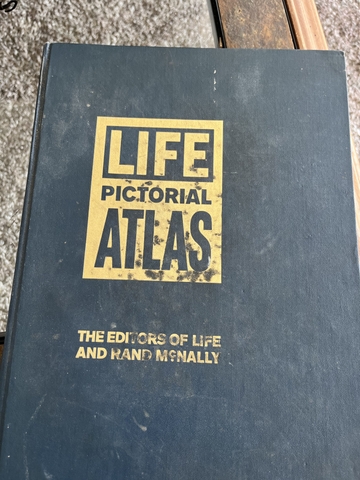 LIFE
PICTORIAL
ATLAS
THE EDITORS OF LIFE
AND RAND McNALLY